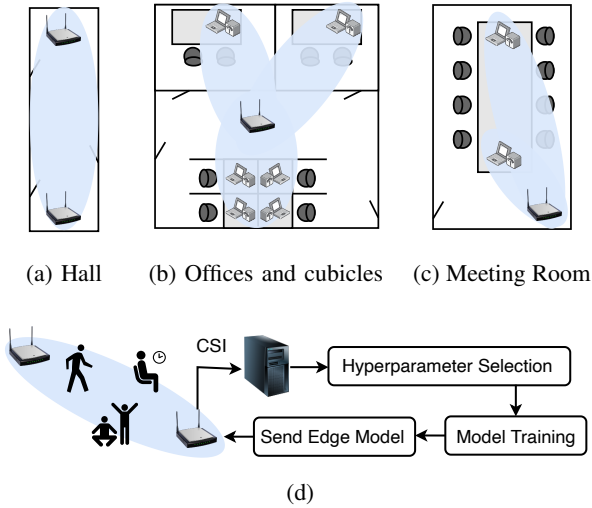 (a) Hall
(b) Offices and cubicles
(c) Meeting Room
CSI
Hyperparameter Selection
Send Edge Model
Model Training
(d)